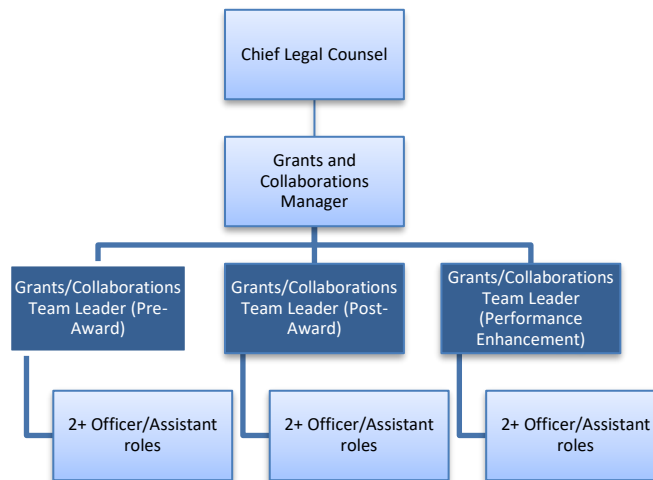 Chief Legal Counsel
Grants and
Collaborations
Manager
Grants/Collaborations
Team Leader (Pre-
Award)
Grants/Collaborations
Team Leader (Post-
Award)
Grants/Collaborations
Team Leader
(Performance
Enhancement)
2+ Officer/Assistant
roles
2+ Officer/Assistant
roles
2+ Officer/Assistant
roles